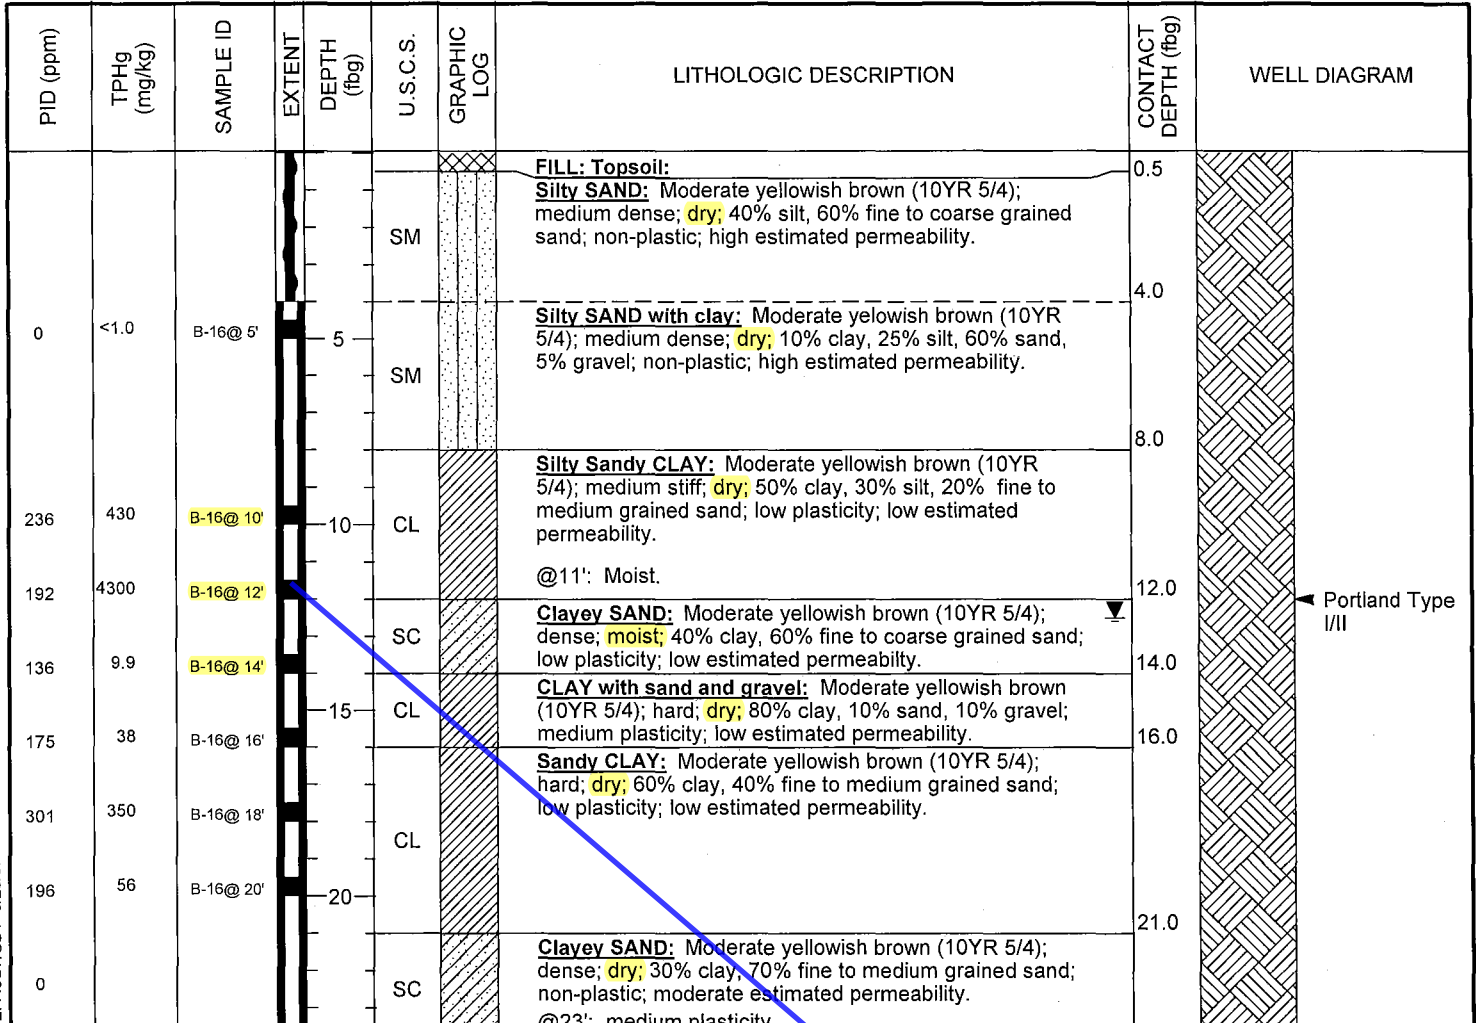 PID (ppm)
TPHg (mg/kg)
SAMPLE ID
EXTENT
DEPTH (fbg)
U.S.C.S.
GRAPHIC LOG
LITHOLOGIC DESCRIPTION
CONTACT DEPTH (fbg)
WELL DIAGRAM
FILL: Topsoil:
0.5
Silty SAND: Moderate yellowish brown (10YR 5/4);
medium dense; dry; 40% silt, 60% fine to coarse grained
sand; non-plastic; high estimated permeability.
SM
4.0
Silty SAND with clay: Moderate yelowish brown (10YR
5/4); medium dense; dry; 10% clay, 25% silt, 60% sand,
5% gravel; non-plastic; high estimated permeability.
0 <1.0 B-16@ 5' 5
SM
8.0
Silty Sandy CLAY: Moderate yellowish brown (10YR
5/4); medium stiff; dry; 50% clay, 30% silt, 20% fine to
medium grained sand; low plasticity; low estimated
permeability.
236 430 B-16@ 10' 10 CL
@11': Moist.
192 4300 B-16@ 12' 12.0
Portland Type
I/II
Clayey SAND: Moderate yellowish brown (10YR 5/4);
dense; moist; 40% clay, 60% fine to coarse grained sand;
low plasticity; low estimated permeabilty.
SC
136 9.9 B-16@ 14' 14.0
CLAY with sand and gravel: Moderate yellowish brown
(10YR 5/4); hard; dry; 80% clay, 10% sand, 10% gravel;
medium plasticity; low estimated permeability.
15 CL
175 38 B-16@ 16' 16.0
Sandy CLAY: Moderate yellowish brown (10YR 5/4);
hard; dry; 60% clay, 40% fine to medium grained sand;
low plasticity; low estimated permeability.
301 350 B-16@ 18'
CL
196 56 B-16@ 20' 20
21.0
Clayey SAND: Moderate yellowish brown (10YR 5/4);
dense; dry; 30% clay, 70% fine to medium grained sand;
non-plastic; moderate estimated permeability.
0 SC
@23': medium plasticity